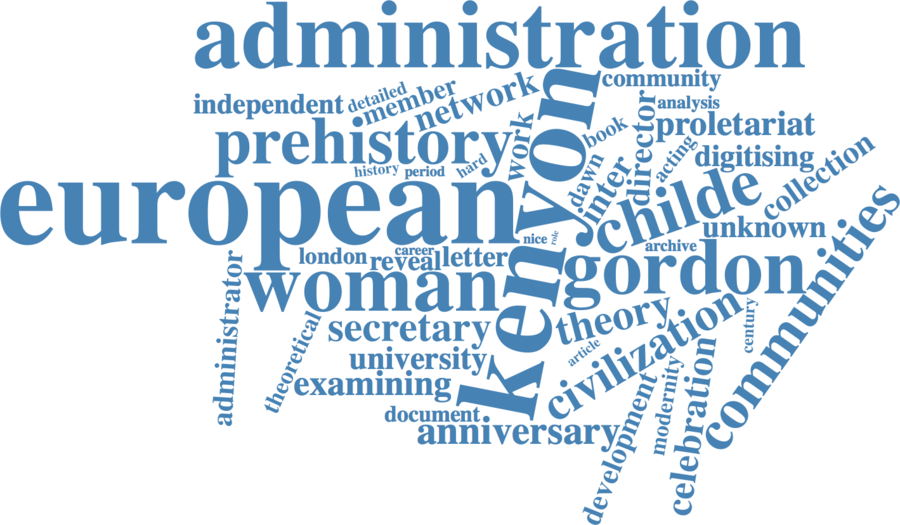 administration
community
independent
detailed
member
network
analysis
prehistory
kenyon
work
book
director
proletariat
history
period
hard
dawn
inter
acting
digitising
collection
european
childe
nice
role
unknown
london
career
reveal
letter
archive
communities
administrator
woman
gordon
theoretical
secretary
theory
civilization
century
university
article
examining
document
anniversary
development
modernity
celebration